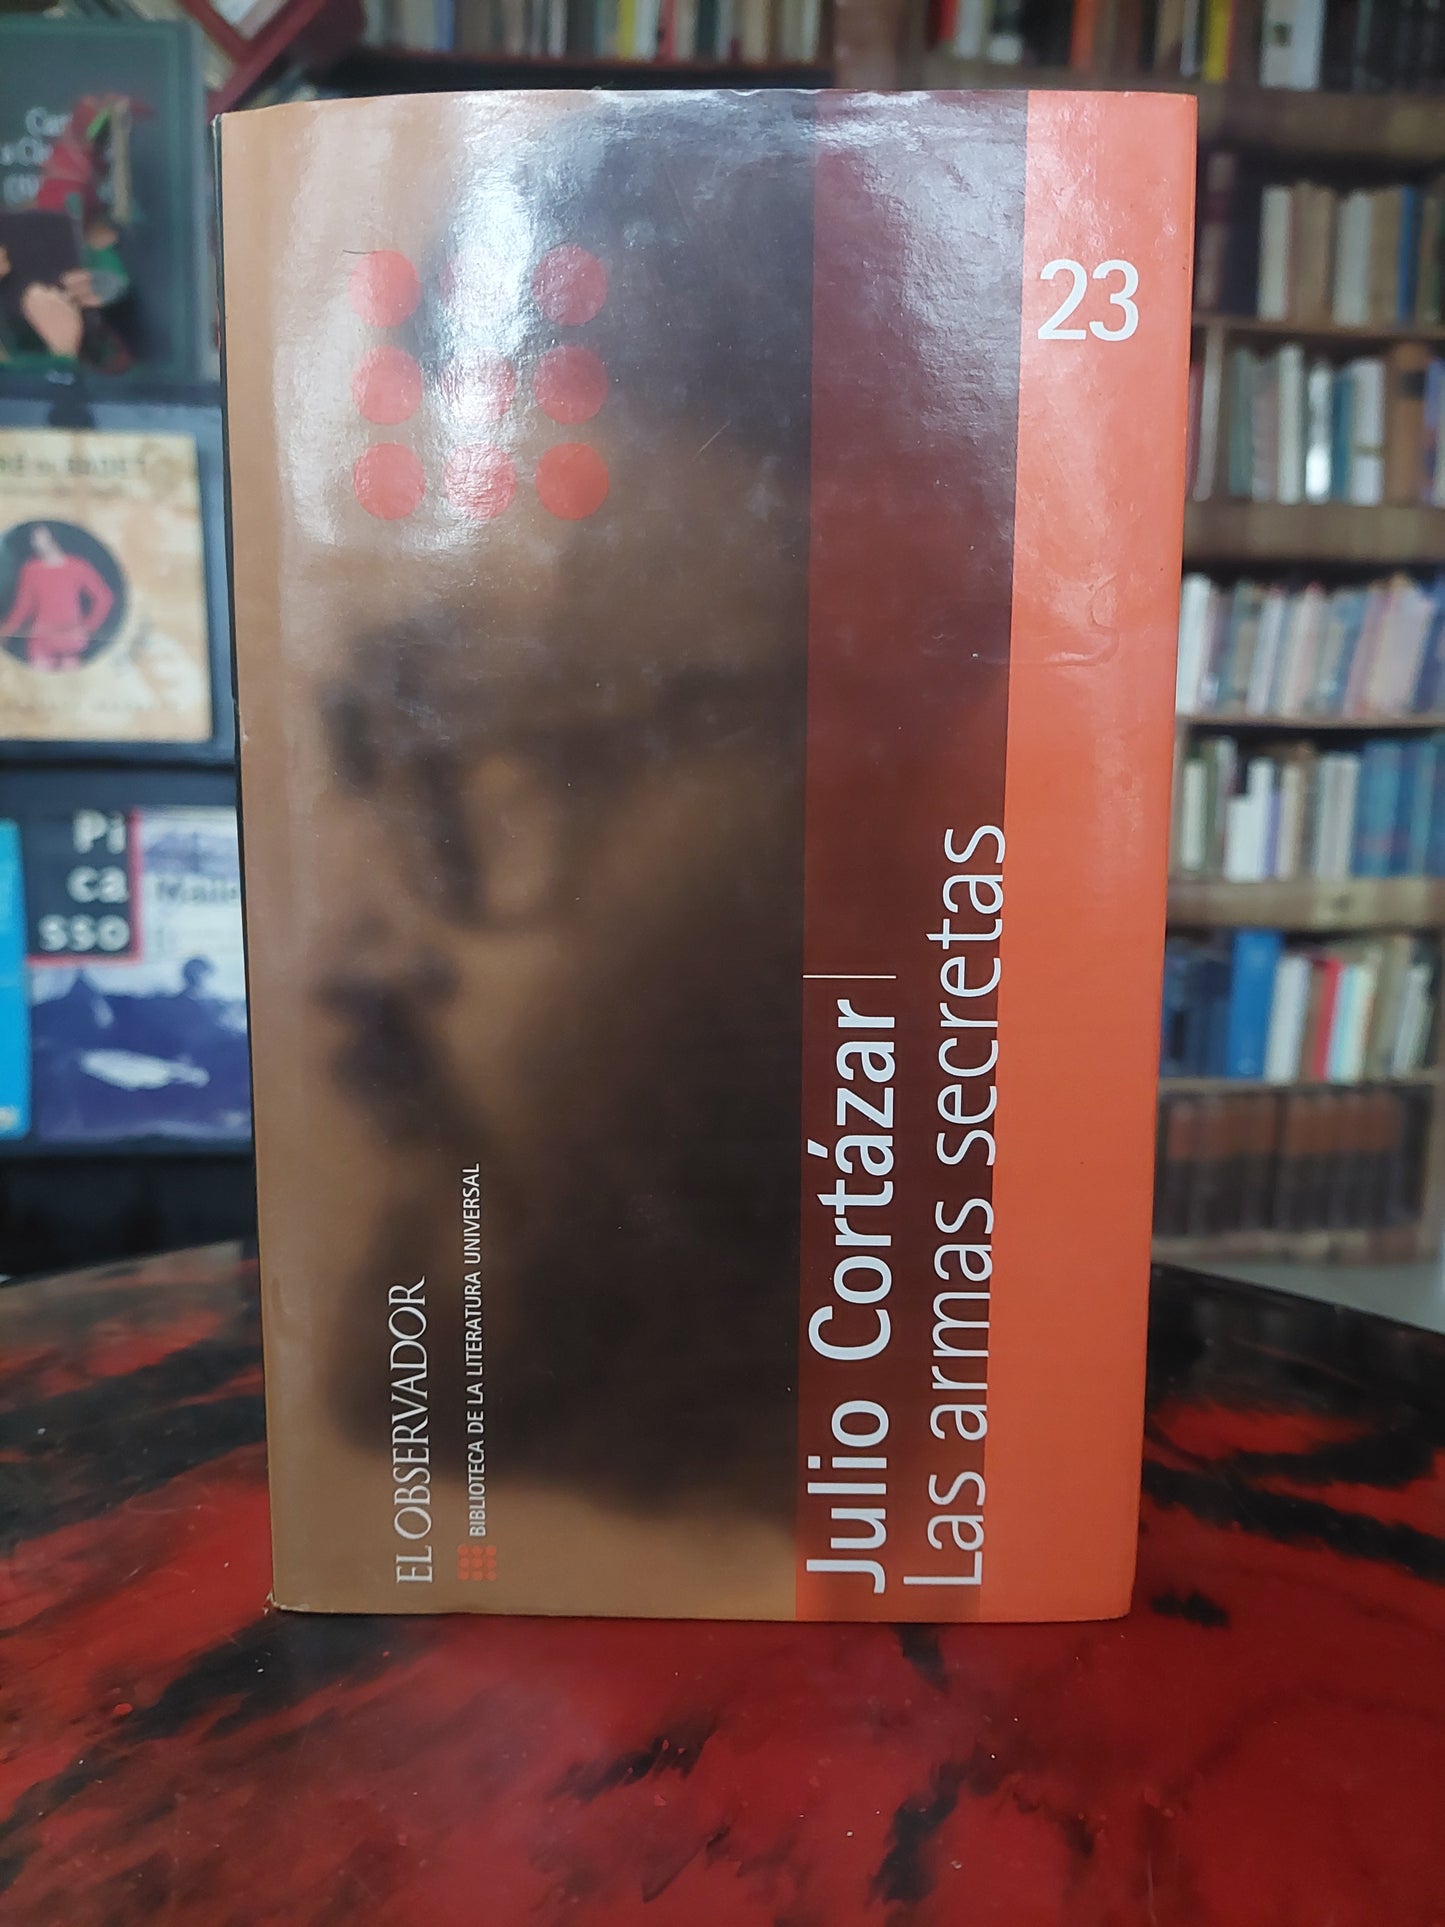 23
Julio Cortázar
Las armas secretas
EL OBSERVADOR
BIBLIOTECA DE LA LITERATURA UNIVERSAL
Pi
ca
sso